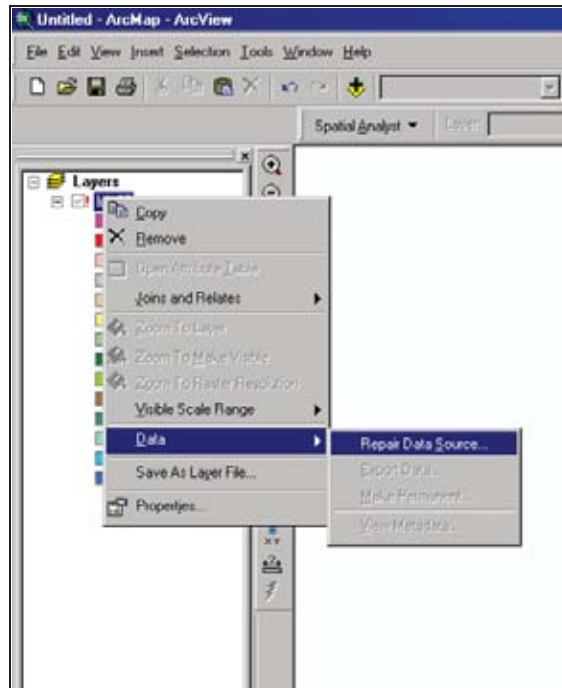 Untitled - ArcMap - ArcView
File Edit View Insert Selection Tools Window Help
Spatial Analyst
Layer:
Layers
Copy
Remove
Open Attribute Table
Joins and Relates
Zoom To Layer
Zoom To Make Visible
Zoom To Raster Resolution
Visible Scale Range
Data
Repair Data Source...
Export Data...
Make Permanent...
View Metadata...
Save As Layer File...
Properties...
XY